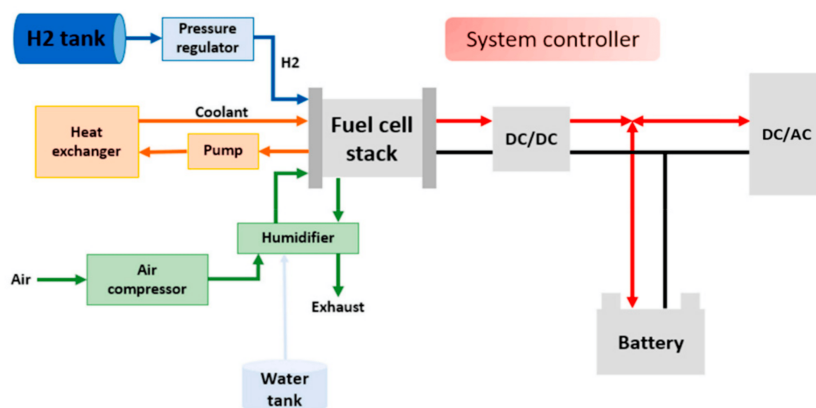 H2 tank
Pressure
regulator
System controller
H2
Coolant
Heat
exchanger
Pump
Fuel cell
stack
DC/DC
DC/AC
Humidifier
Air
Air
compressor
Exhaust
Battery
Water
tank